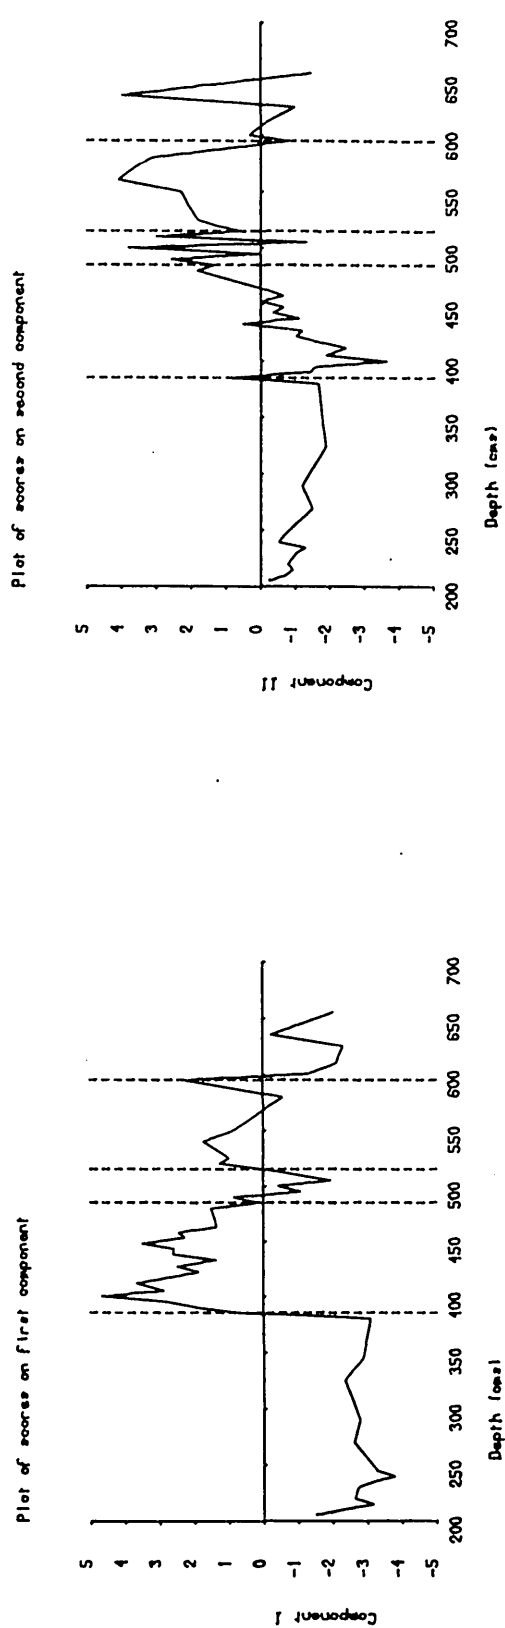 Plot of scores on first component
5
4
3
2
1
0
-1
-2
-3
-4
-5
Component 1
200 250 300 350 400 450 500 550 600 650 700
Depth (cms)
Plot of scores on second component
5
4
3
2
1
0
-1
-2
-3
-4
-5
Component 11
200 250 300 350 400 450 500 550 600 650 700
Depth (cms)